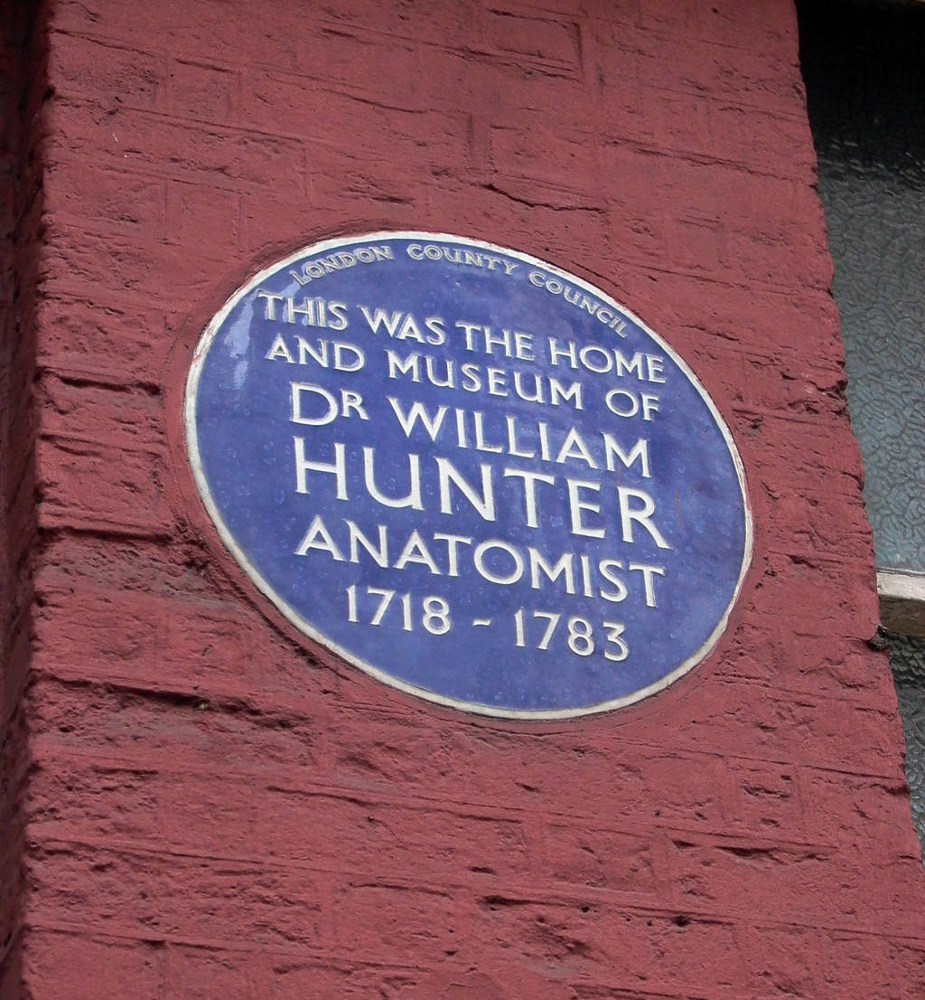 LONDON COUNTY COUNCIL
THIS WAS THE HOME
AND MUSEUM OF
DR WILLIAM
HUNTER
ANATOMIST
1718 - 1783